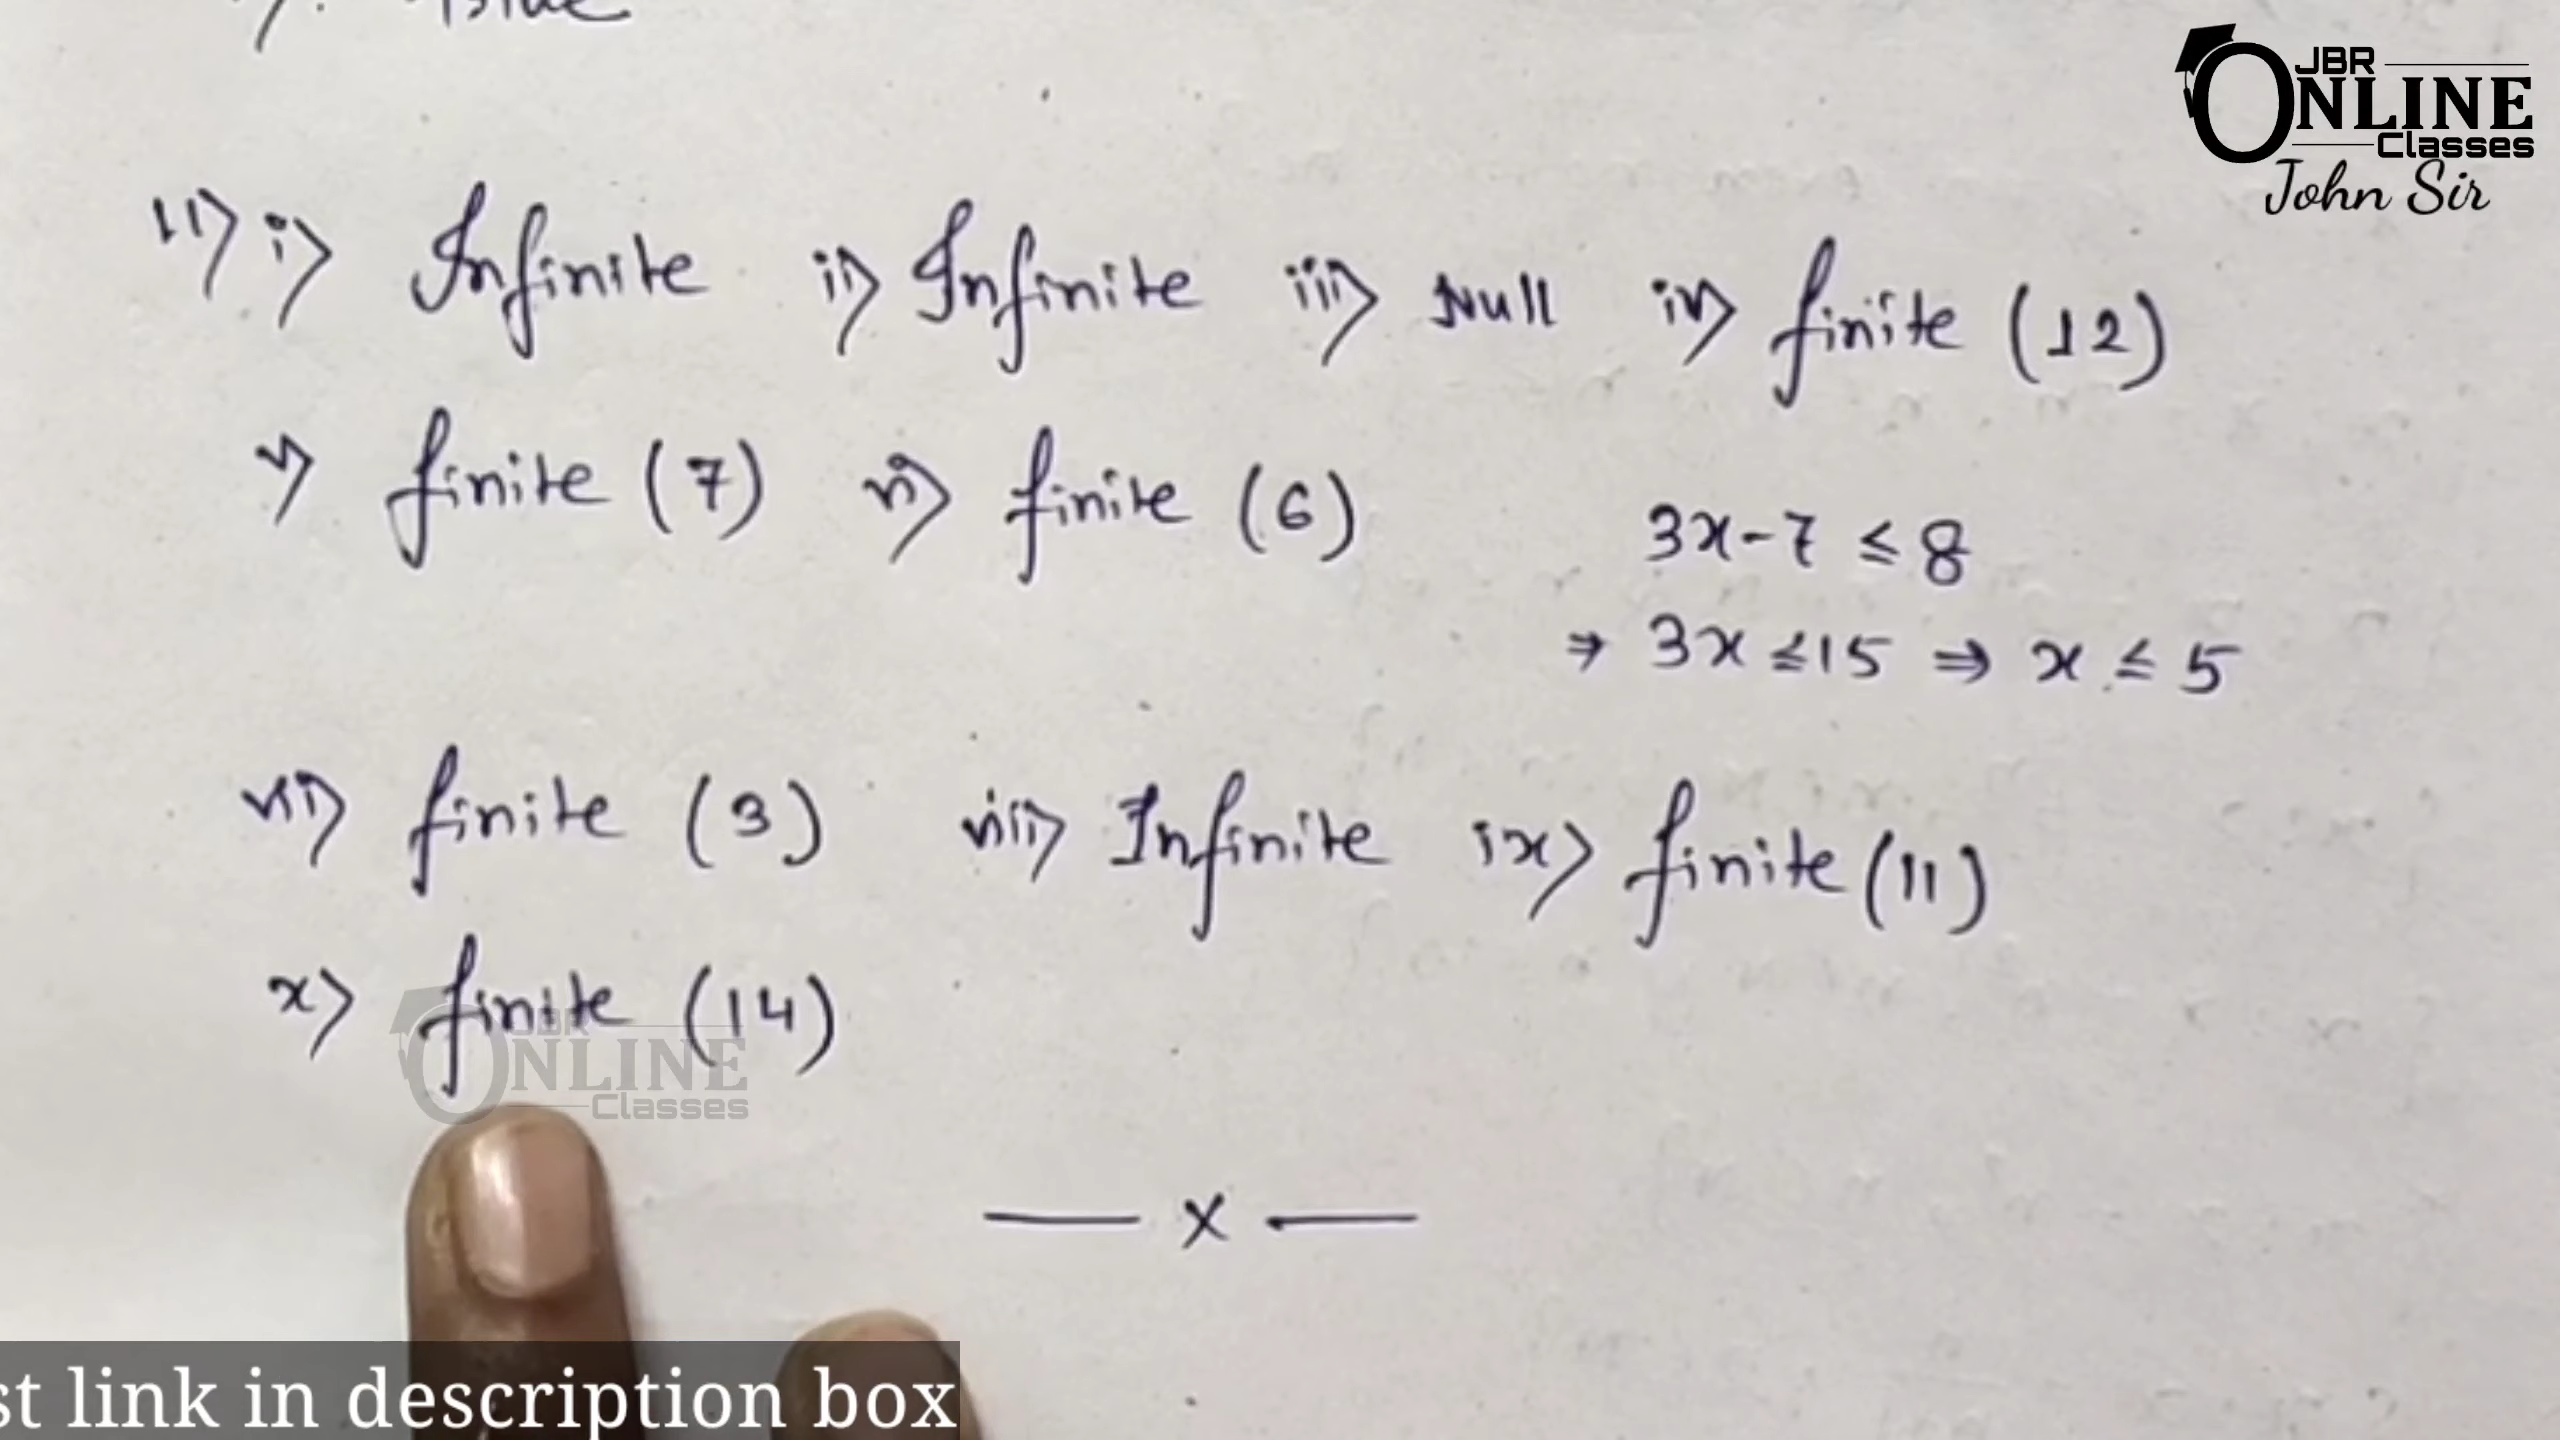 JBR
ONLINE
Classes
John Sir
11) i) Infinite ii) Infinite iii) Null iv) finite (12)
v) finite (7) vi) finite (6)
3x-7 ≤ 8
⇒ 3x ≤ 15 ⇒ x ≤ 5
vii) finite (3) viii) Infinite ix) finite (11)
x) finite (14)
JBR
ONLINE
Classes
— x —
st link in description box